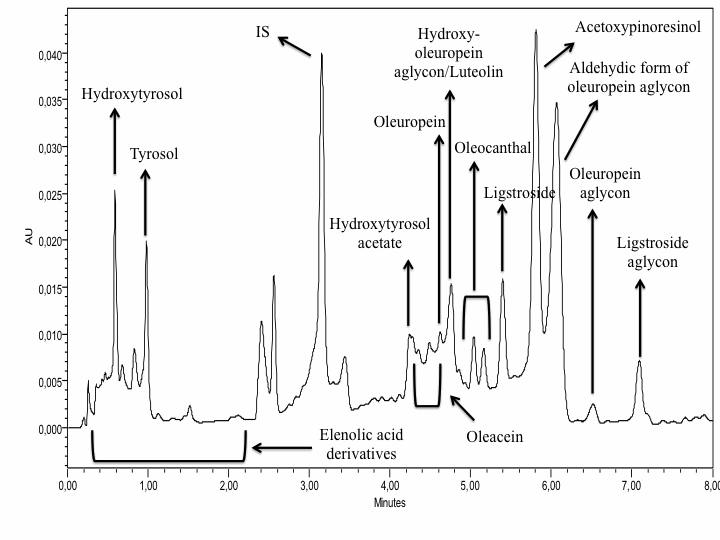 Acetoxypinoresinol
IS
Hydroxy-
oleuropein
aglycon/Luteolin
Aldehydic form of
oleuropein aglycon
Hydroxytyrosol
Oleuropein
Tyrosol
Oleocanthal
Oleuropein
aglycon
Ligstroside
Hydroxytyrosol
acetate
Ligstroside
aglycon
Oleacein
Elenolic acid
derivatives
AU
0,040
0,035
0,030
0,025
0,020
0,015
0,010
0,005
0,000
0,00 1,00 2,00 3,00 4,00 5,00 6,00 7,00 8,00
Minutes